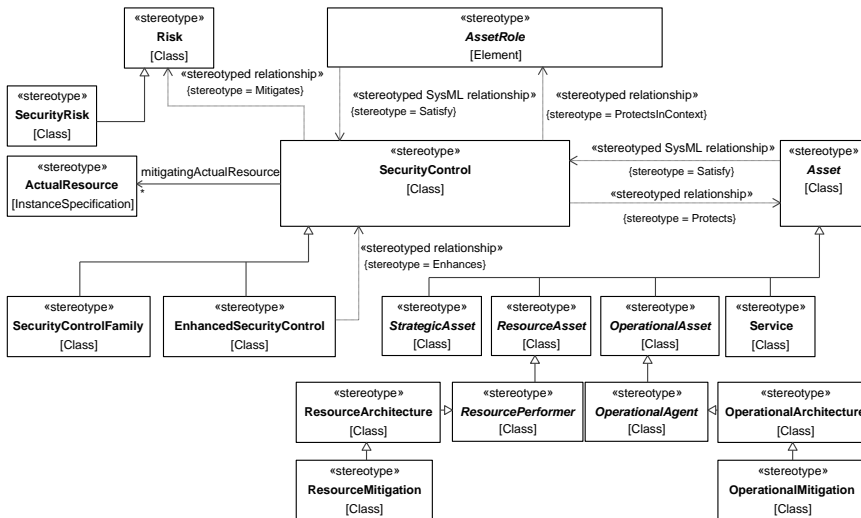 «stereotype»
Risk
[Class]
«stereotype»
AssetRole
[Element]
«stereotyped relationship»
{stereotype = Mitigates}
«stereotyped SysML relationship»
{stereotype = Satisfy}
«stereotyped relationship»
{stereotype = ProtectsInContext}
«stereotype»
SecurityRisk
[Class]
«stereotype»
ActualResource
[InstanceSpecification]
mitigatingActualResource
*
«stereotype»
SecurityControl
[Class]
«stereotyped SysML relationship»
{stereotype = Satisfy}
«stereotyped relationship»
{stereotype = Protects}
«stereotype»
Asset
[Class]
«stereotyped relationship»
{stereotype = Enhances}
«stereotype»
SecurityControlFamily
[Class]
«stereotype»
EnhancedSecurityControl
[Class]
«stereotype»
StrategicAsset
[Class]
«stereotype»
ResourceAsset
[Class]
«stereotype»
OperationalAsset
[Class]
«stereotype»
Service
[Class]
«stereotype»
ResourceArchitecture
[Class]
«stereotype»
ResourcePerformer
[Class]
«stereotype»
OperationalAgent
[Class]
«stereotype»
OperationalArchitecture
[Class]
«stereotype»
ResourceMitigation
[Class]
«stereotype»
OperationalMitigation
[Class]